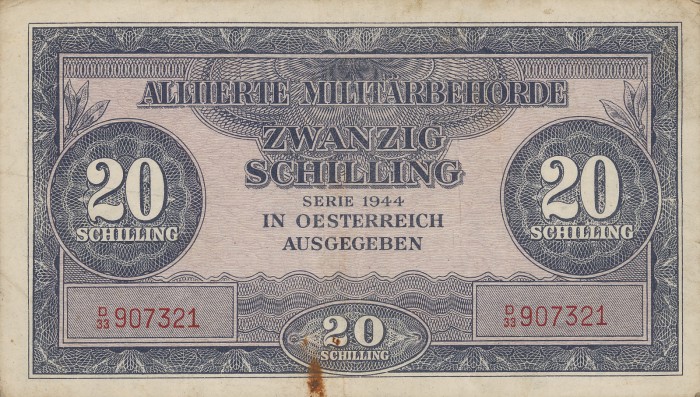 ALLIIERTE MILITÄRBEHÖRDE
ZWANZIG
SCHILLING
SERIE 1944
IN OESTERREICH
AUSGEGEBEN
20
SCHILLING
20
SCHILLING
D/33 907321
D/33 907321
20
SCHILLING